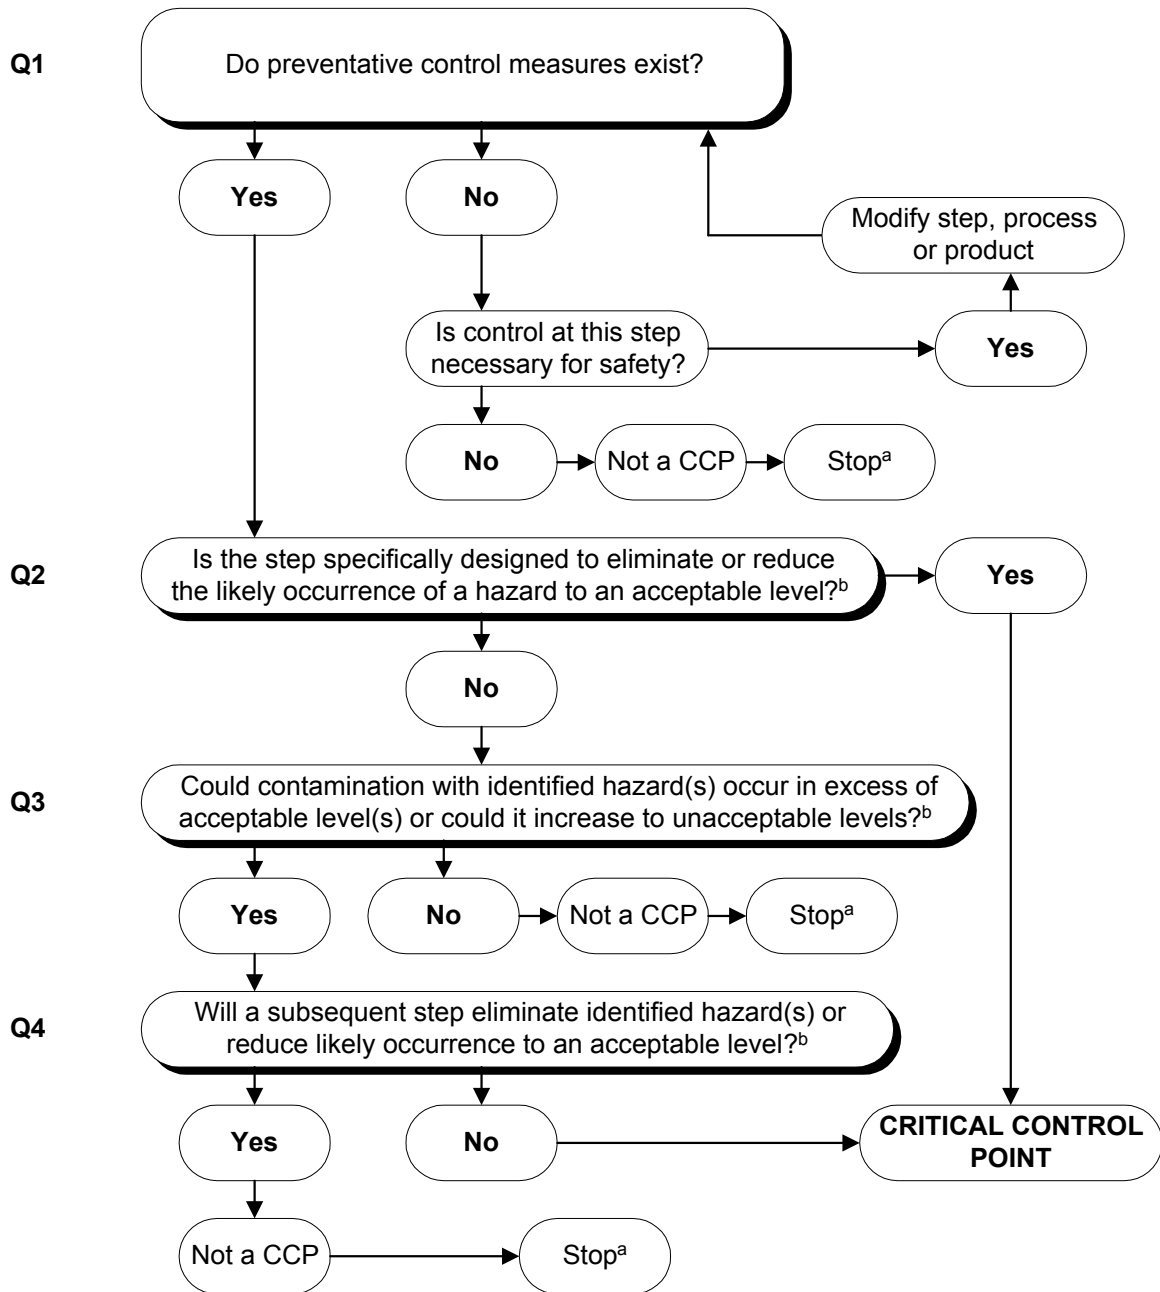 Q1
Do preventative control measures exist?
Yes
No
Modify step, process
or product
Is control at this step
necessary for safety?
Yes
No
Not a CCP
Stopᵃ
Q2
Is the step specifically designed to eliminate or reduce
the likely occurrence of a hazard to an acceptable level?ᵇ
Yes
No
Q3
Could contamination with identified hazard(s) occur in excess of
acceptable level(s) or could it increase to unacceptable levels?ᵇ
Yes
No
Not a CCP
Stopᵃ
Q4
Will a subsequent step eliminate identified hazard(s) or
reduce likely occurrence to an acceptable level?ᵇ
Yes
No
CRITICAL CONTROL
POINT
Not a CCP
Stopᵃ